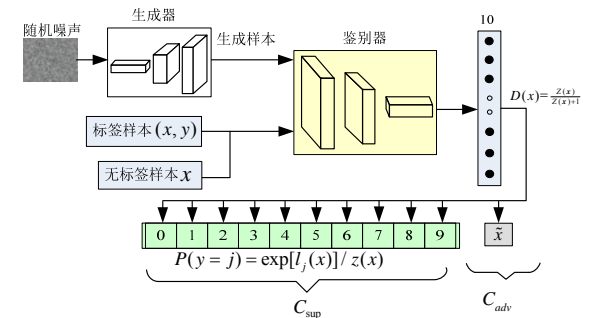 随机噪声
生成器
生成样本
鉴别器
10
D(x)=Z(x)/Z(x)+1
标签样本(x, y)
无标签样本x
0 1 2 3 4 5 6 7 8 9
x̃
P(y = j) = exp[l_j(x)] / z(x)
C_sup
C_adv